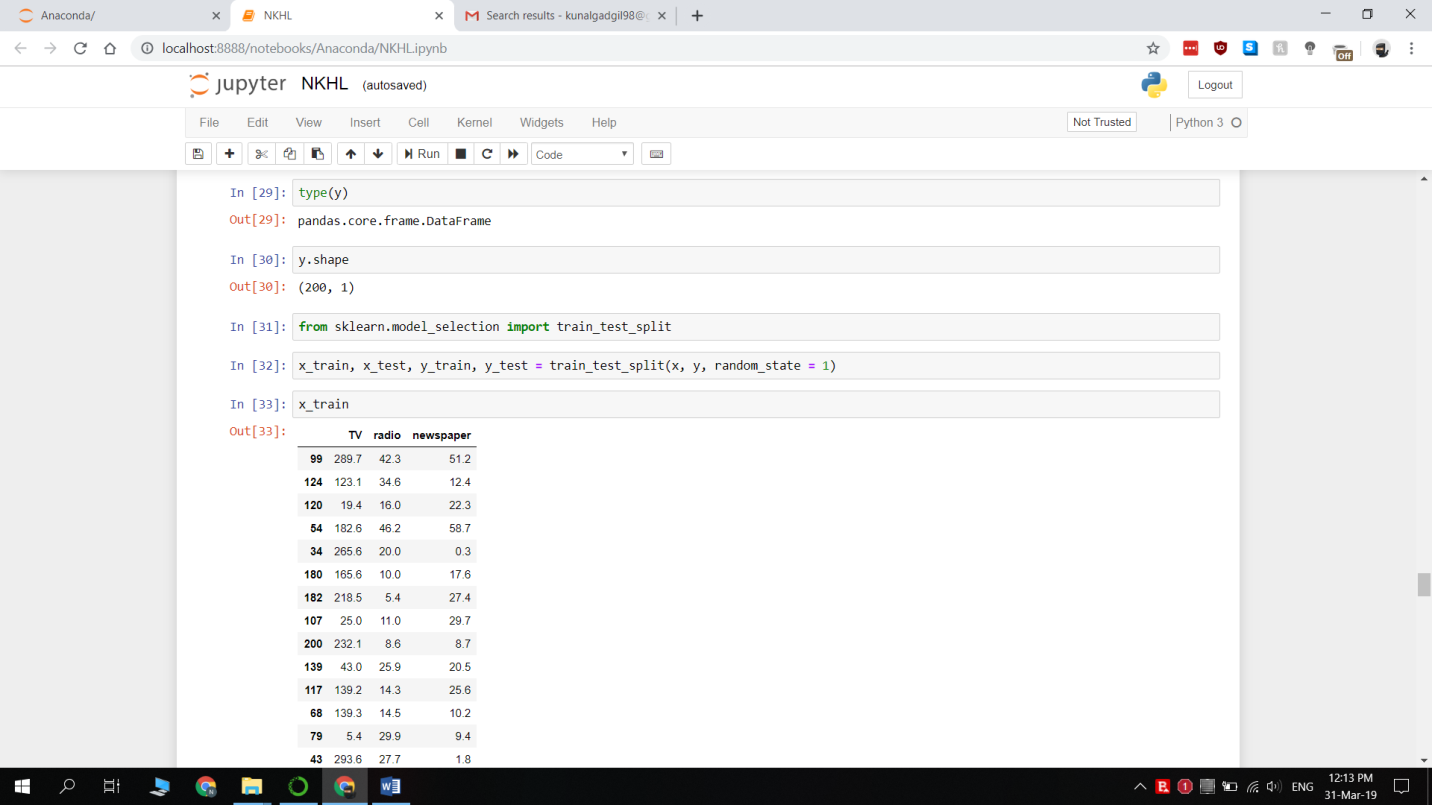 Anaconda/
NKHL
Search results - kunalgadgil98@g
localhost:8888/notebooks/Anaconda/NKHL.ipynb
Off
jupyter NKHL (autosaved)
Logout
File Edit View Insert Cell Kernel Widgets Help
Not Trusted
Python 3
Run
Code
In [29]: type(y)
Out[29]: pandas.core.frame.DataFrame
In [30]: y.shape
Out[30]: (200, 1)
In [31]: from sklearn.model_selection import train_test_split
In [32]: x_train, x_test, y_train, y_test = train_test_split(x, y, random_state = 1)
In [33]: x_train
Out[33]:
TV radio newspaper
99 289.7 42.3 51.2
124 123.1 34.6 12.4
120 19.4 16.0 22.3
54 182.6 46.2 58.7
34 265.6 20.0 0.3
180 165.6 10.0 17.6
182 218.5 5.4 27.4
107 25.0 11.0 29.7
200 232.1 8.6 8.7
139 43.0 25.9 20.5
117 139.2 14.3 25.6
68 139.3 14.5 10.2
79 5.4 29.9 9.4
43 293.6 27.7 1.8
ENG
12:13 PM
31-Mar-19